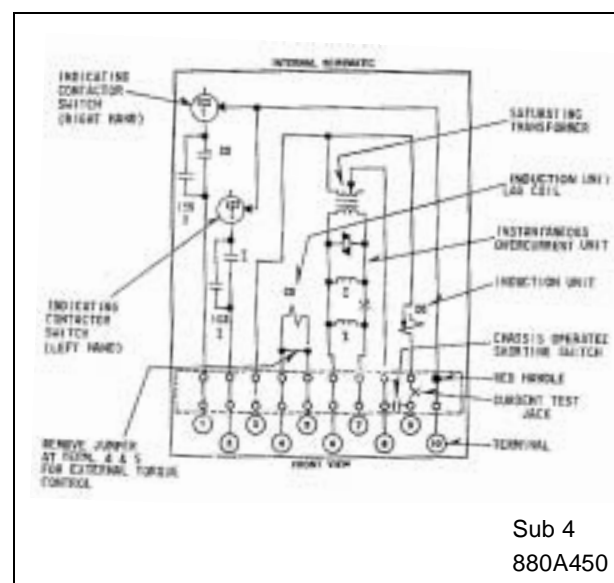 INTERNAL SCHEMATIC
INDICATING
CONTACTOR
SWITCH
(RIGHT HAND)
SATURATING
TRANSFORMER
INDUCTION UNIT
LAG COIL
INSTANTANEOUS
OVERCURRENT UNIT
INDUCTION UNIT
INDICATING
CONTACTOR
SWITCH
(LEFT HAND)
CHASSIS OPERATED
SHORTING SWITCH
RED HANDLE
CURRENT TEST
JACK
TERMINAL
REMOVE JUMPER
AT TERM. 4 & 5
FOR EXTERNAL TORQUE
CONTROL
1 3 5 7 9
2 4 6 8 10
FRONT VIEW
Sub 4
880A450